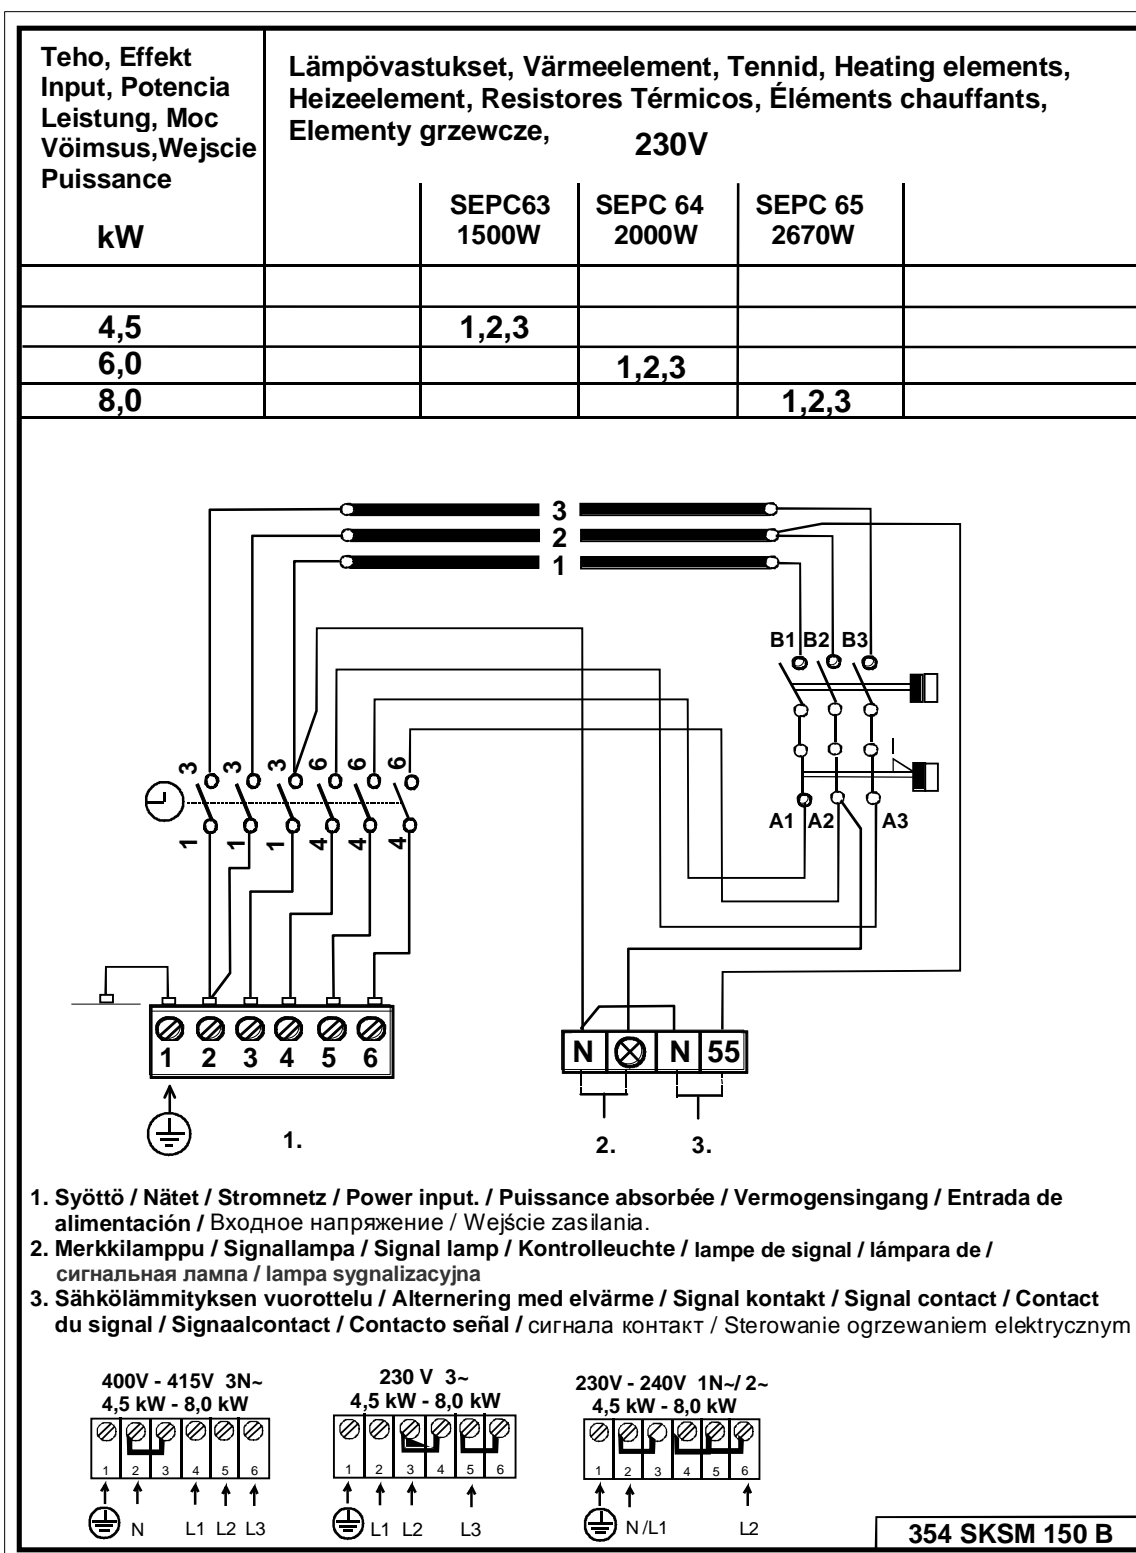 Teho, Effekt
Input, Potencia
Leistung, Moc
Vöimsus,Wejscie
Puissance
kW
Lämpövastukset, Värmeelement, Tennid, Heating elements,
Heizeelement, Resistores Térmicos, Éléments chauffants,
Elementy grzewcze, 230V
SEPC63 SEPC 64 SEPC 65
1500W 2000W 2670W
4,5 1,2,3
6,0 1,2,3
8,0 1,2,3
3
2
1
B1 B2 B3
3 3 3 6 6 6
A1 A2 A3
1 1 1 4 4 4
1 2 3 4 5 6
N N 55
1. 2. 3.
1. Syöttö / Nätet / Stromnetz / Power input. / Puissance absorbée / Vermogensingang / Entrada de
alimentación / Входное напряжение / Wejście zasilania.
2. Merkkilamppu / Signallampa / Signal lamp / Kontrolleuchte / lampe de signal / lámpara de /
сигнальная лампа / lampa sygnalizacyjna
3. Sähkölämmityksen vuorottelu / Alternering med elvärme / Signal kontakt / Signal contact / Contact
du signal / Signaalcontact / Contacto señal / сигнала контакт / Sterowanie ogrzewaniem elektrycznym
400V - 415V 3N~
4,5 kW - 8,0 kW
1 2 3 4 5 6
N L1 L2 L3
230 V 3~
4,5 kW - 8,0 kW
1 2 3 4 5 6
L1 L2 L3
230V - 240V 1N~/ 2~
4,5 kW - 8,0 kW
1 2 3 4 5 6
N /L1 L2
354 SKSM 150 B